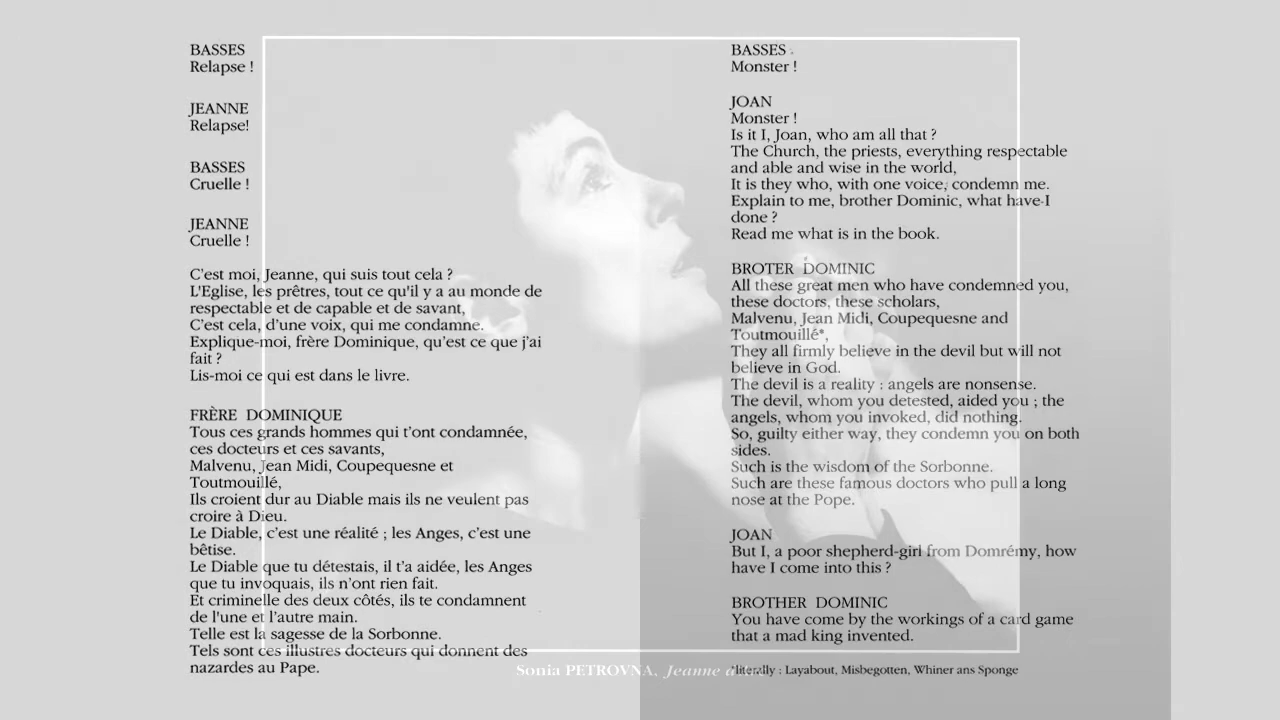 BASSES
Relapse !
JEANNE
Relapse!
BASSES
Cruelle !
JEANNE
Cruelle !
C'est moi, Jeanne, qui suis tout cela ?
L'Eglise, les prêtres, tout ce qu'il y a au monde de
respectable et de capable et de savant,
C'est cela, d'une voix, qui me condamne.
Explique-moi, frère Dominique, qu'est ce que j'ai
fait ?
Lis-moi ce qui est dans le livre.
FRÈRE DOMINIQUE
Tous ces grands hommes qui t'ont condamnée,
ces docteurs et ces savants,
Malvenu, Jean Midi, Coupequesne et
Toutmouillé,
Ils croient dur au Diable mais ils ne veulent pas
croire à Dieu.
Le Diable, c'est une réalité ; les Anges, c'est une
bêtise.
Le Diable que tu détestais, il t'a aidée, les Anges
que tu invoquais, ils n'ont rien fait.
Et criminelle des deux côtés, ils te condamnent
de l'une et l'autre main.
Telle est la sagesse de la Sorbonne.
Tels sont ces illustres docteurs qui donnent des
nazardes au Pape.
BASSES
Monster !
JOAN
Monster !
Is it I, Joan, who am all that ?
The Church, the priests, everything respectable
and able and wise in the world,
It is they who, with one voice, condemn me.
Explain to me, brother Dominic, what have I
done ?
Read me what is in the book.
BROTER DOMINIC
All these great men who have condemned you,
these doctors, these scholars,
Malvenu, Jean Midi, Coupequesne and
Toutmouillé*,
They all firmly believe in the devil but will not
believe in God.
The devil is a reality : angels are nonsense.
The devil, whom you detested, aided you ; the
angels, whom you invoked, did nothing.
So, guilty either way, they condemn you on both
sides.
Such is the wisdom of the Sorbonne.
Such are these famous doctors who pull a long
nose at the Pope.
JOAN
But I, a poor shepherd-girl from Domrémy, how
have I come into this ?
BROTHER DOMINIC
You have come by the workings of a card game
that a mad king invented.
*litterally : Layabout, Misbegotten, Whiner ans Sponge
Sonia PETROVNA, Jeanne